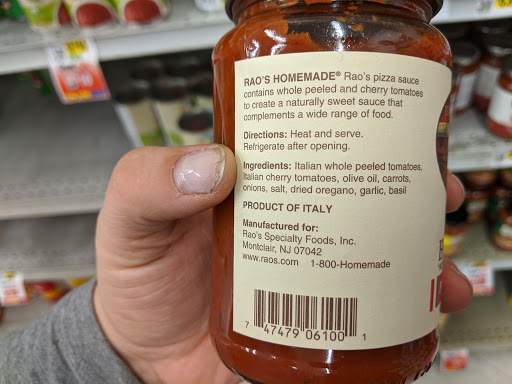 RAO'S HOMEMADE® Rao's pizza sauce
contains whole peeled and cherry tomatoes
to create a naturally sweet sauce that
complements a wide range of food.
Directions: Heat and serve.
Refrigerate after opening.
Ingredients: Italian whole peeled tomatoes,
Italian cherry tomatoes, olive oil, carrots,
onions, salt, dried oregano, garlic, basil
PRODUCT OF ITALY
Manufactured for:
Rao's Specialty Foods, Inc.
Montclair, NJ 07042
www.raos.com 1-800-Homemade
7 47479 06100 1